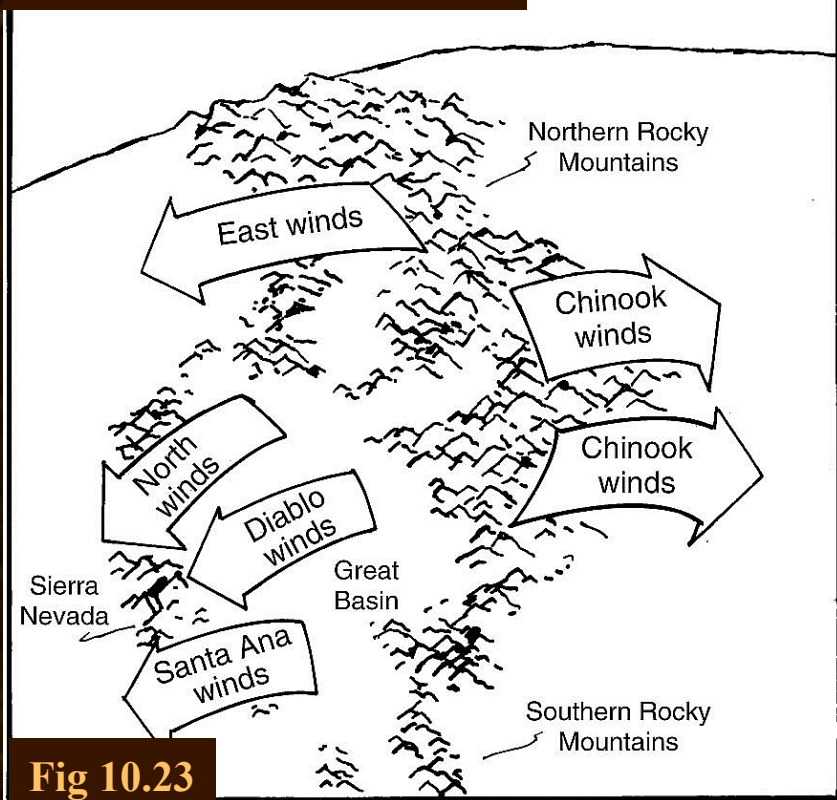 Northern Rocky
Mountains
East winds
Chinook
winds
Chinook
winds
North
winds
Diablo
winds
Great
Basin
Sierra
Nevada
Santa Ana
winds
Southern Rocky
Mountains
Fig 10.23